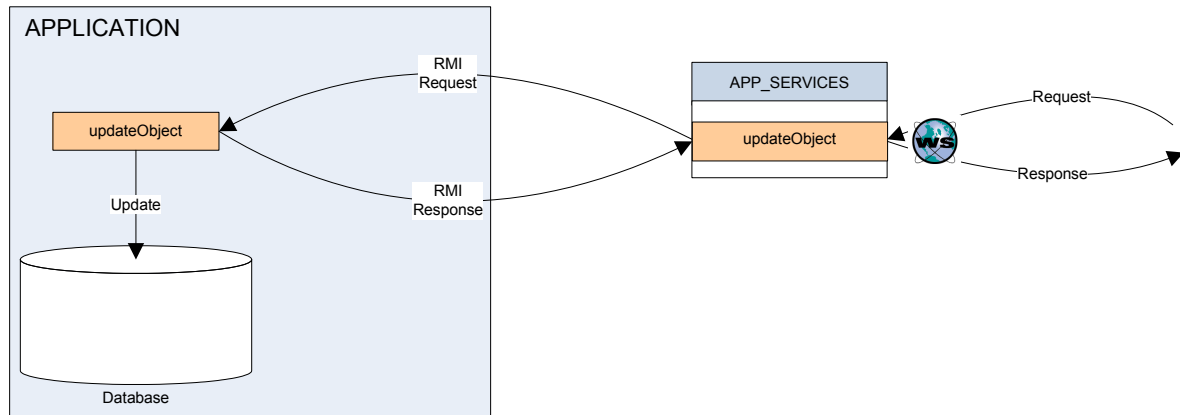 APPLICATION
RMI
Request
APP_SERVICES
Request
updateObject
updateObject
ws
Response
RMI
Response
Update
Database